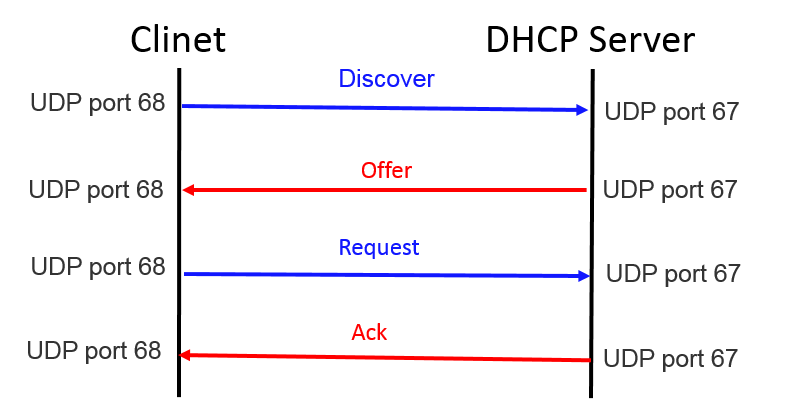 Clinet DHCP Server
Discover
UDP port 68 UDP port 67
Offer
UDP port 68 UDP port 67
Request
UDP port 68 UDP port 67
Ack
UDP port 68 UDP port 67